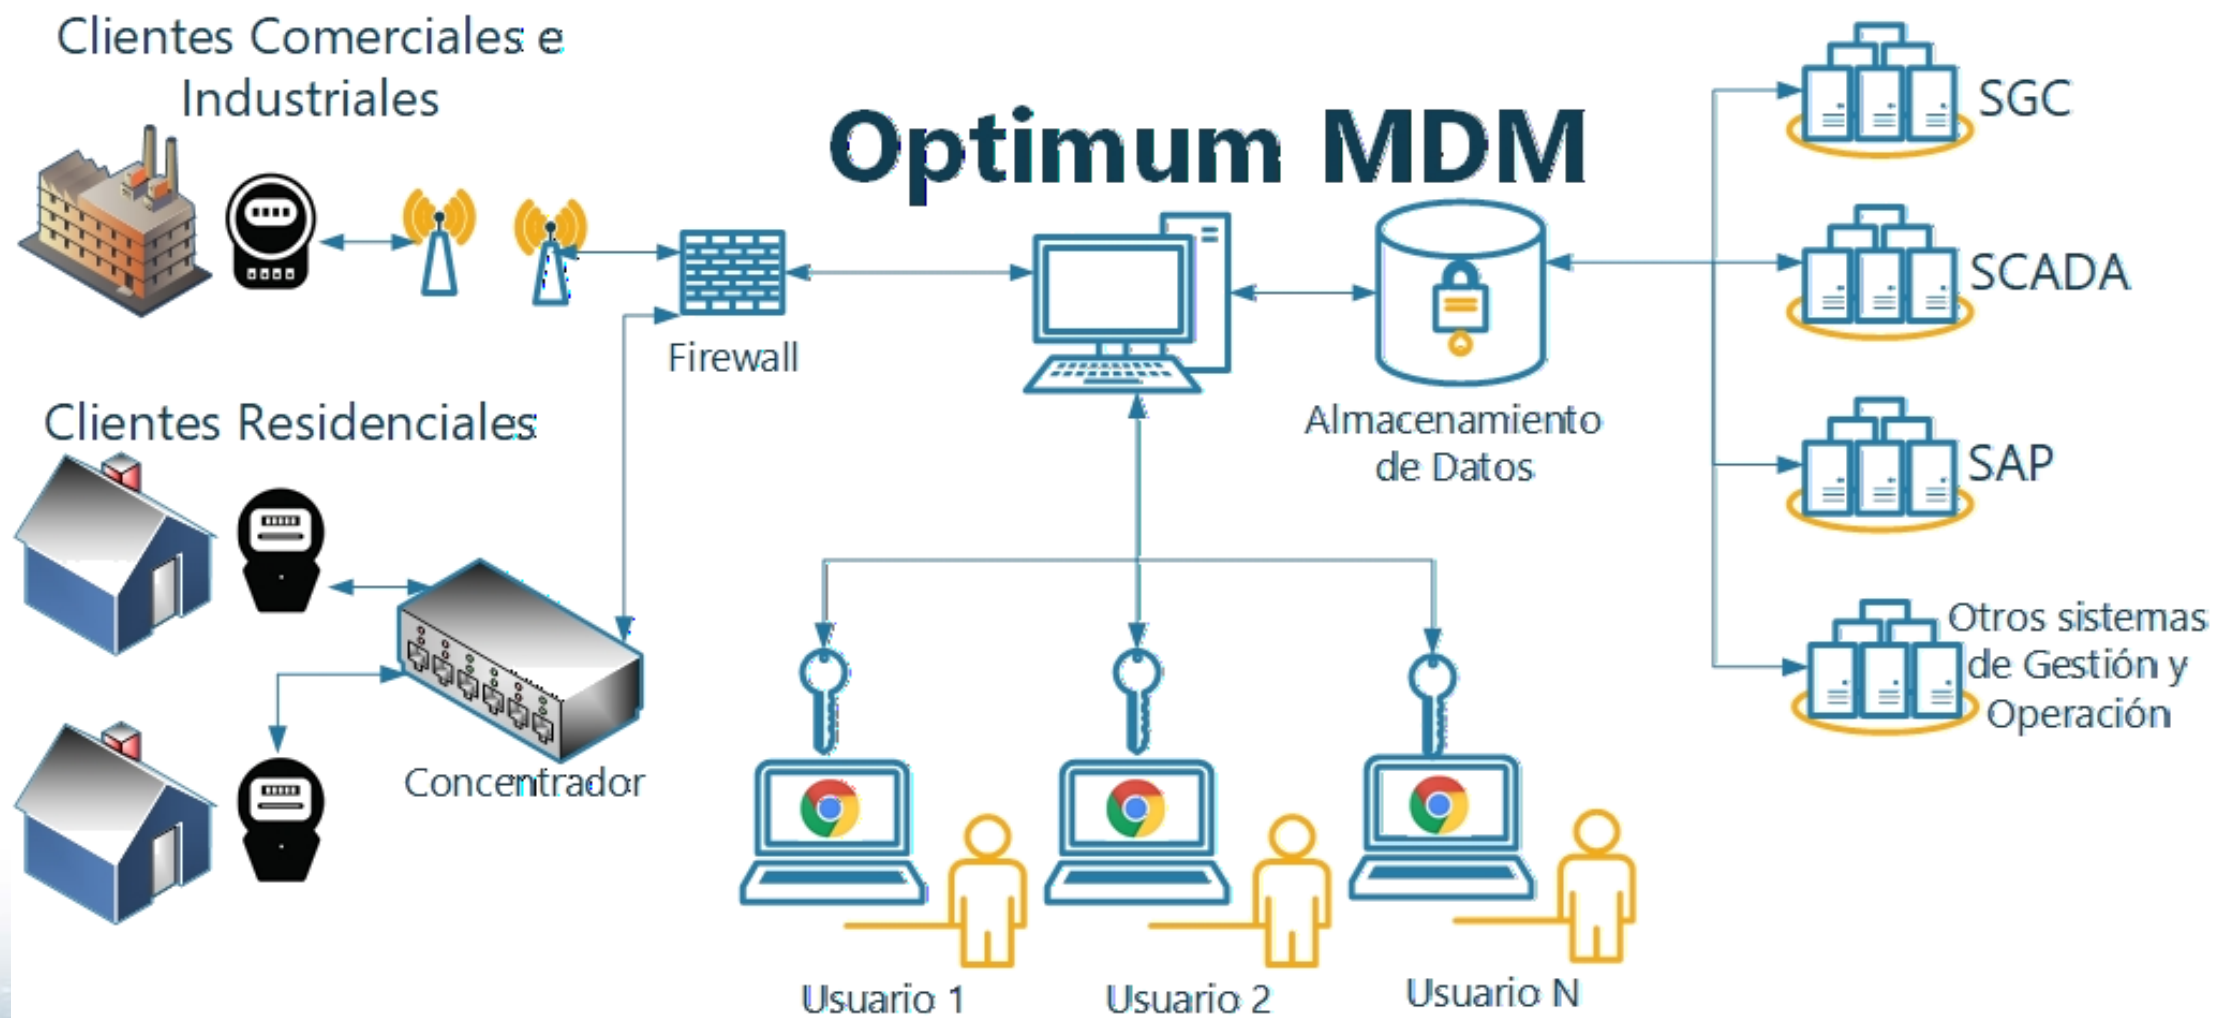 Clientes Comerciales e
Industriales
Optimum MDM
SGC
SCADA
Firewall
Clientes Residenciales
Almacenamiento
de Datos
SAP
Otros sistemas
de Gestión y
Operación
Concentrador
Usuario 1
Usuario 2
Usuario N